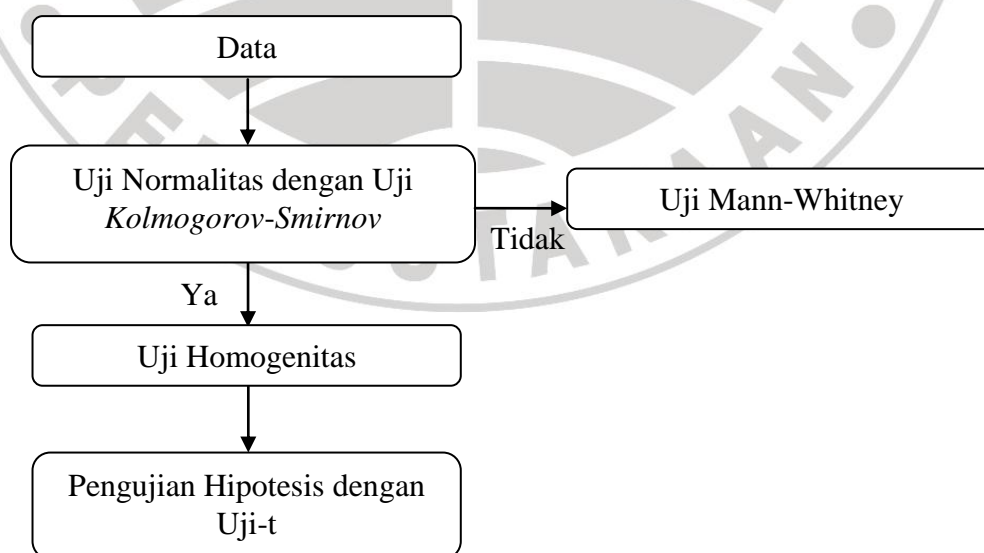 Data
Uji Normalitas dengan Uji
Kolmogorov-Smirnov
Uji Mann-Whitney
Tidak
Ya
Uji Homogenitas
Pengujian Hipotesis dengan
Uji-t